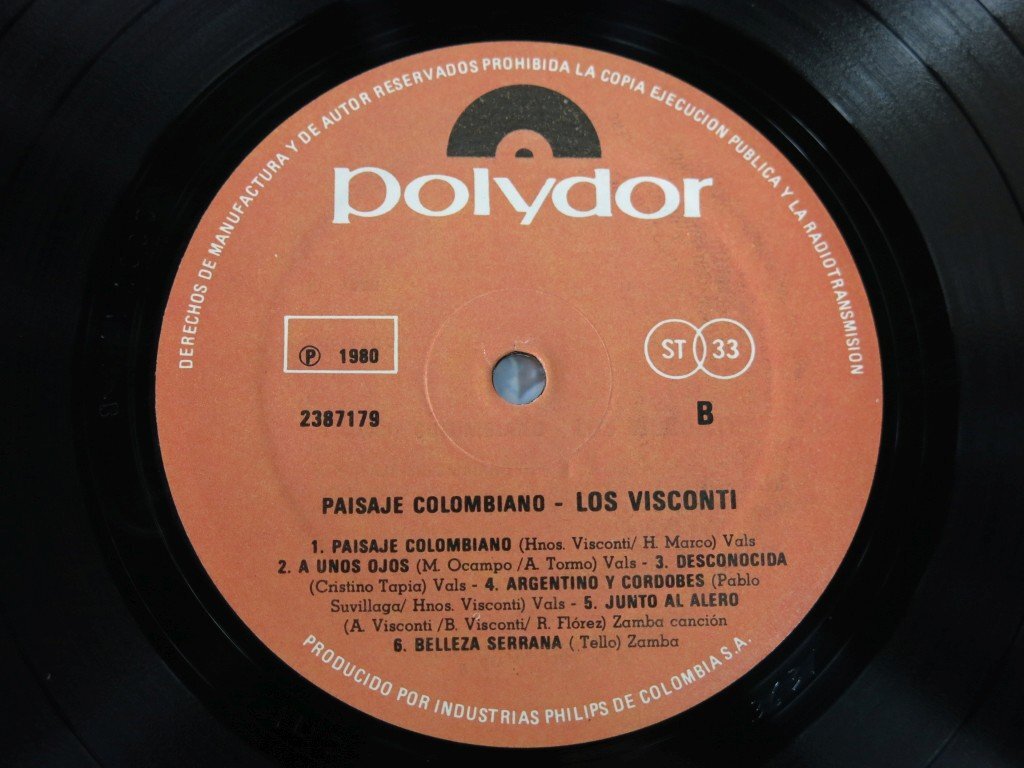 DERECHOS DE MANUFACTURA Y DE AUTOR RESERVADOS PROHIBIDA LA COPIA EJECUCION PUBLICA Y LA RADIOTRANSMISION
polydor
℗ 1980
ST 33
2387179
B
PAISAJE COLOMBIANO - LOS VISCONTI
1. PAISAJE COLOMBIANO (Hnos. Visconti/ H. Marco) Vals
2. A UNOS OJOS (M. Ocampo /A. Tormo) Vals - 3. DESCONOCIDA
(Cristino Tapia) Vals - 4. ARGENTINO Y CORDOBES (Pablo
Suvillaga/ Hnos. Visconti) Vals - 5. JUNTO AL ALERO
(A. Visconti /B. Visconti/ R. Flórez) Zamba canción
6. BELLEZA SERRANA ( Tello) Zamba
PRODUCIDO POR INDUSTRIAS PHILIPS DE COLOMBIA S.A.